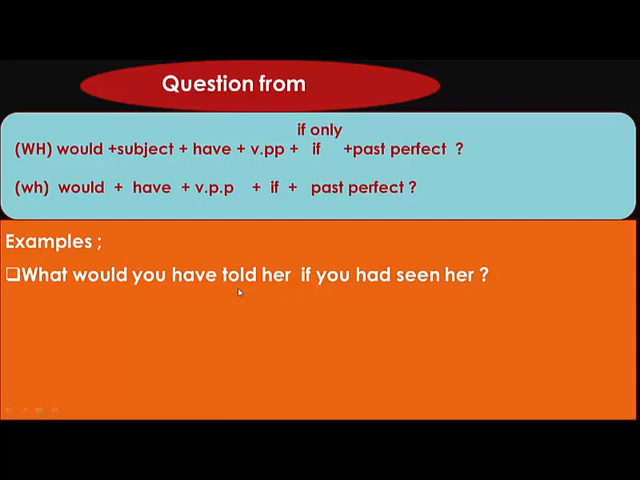 Question from
if only
(WH) would +subject + have + v.pp + if +past perfect ?
(wh) would + have + v.p.p + if + past perfect ?
Examples ;
❑What would you have told her if you had seen her ?